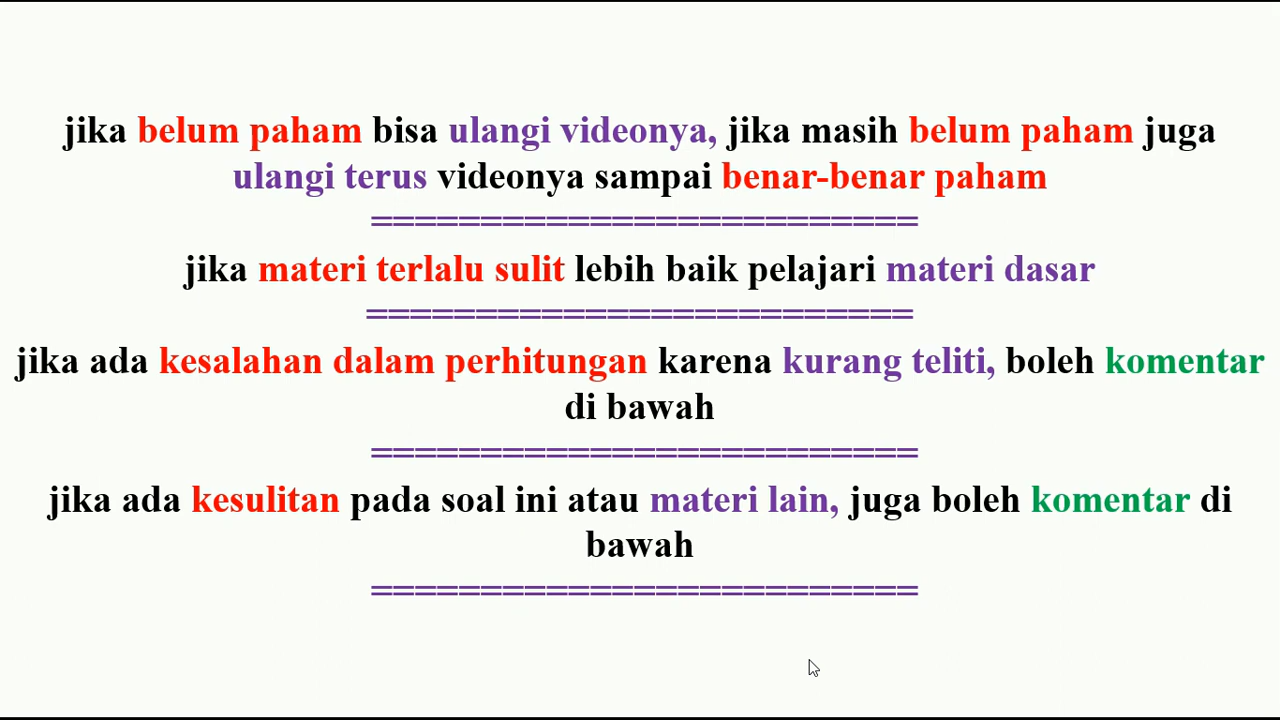 jika belum paham bisa ulangi videonya, jika masih belum paham juga
ulangi terus videonya sampai benar-benar paham
=========================
jika materi terlalu sulit lebih baik pelajari materi dasar
=========================
jika ada kesalahan dalam perhitungan karena kurang teliti, boleh komentar
di bawah
=========================
jika ada kesulitan pada soal ini atau materi lain, juga boleh komentar di
bawah
=========================